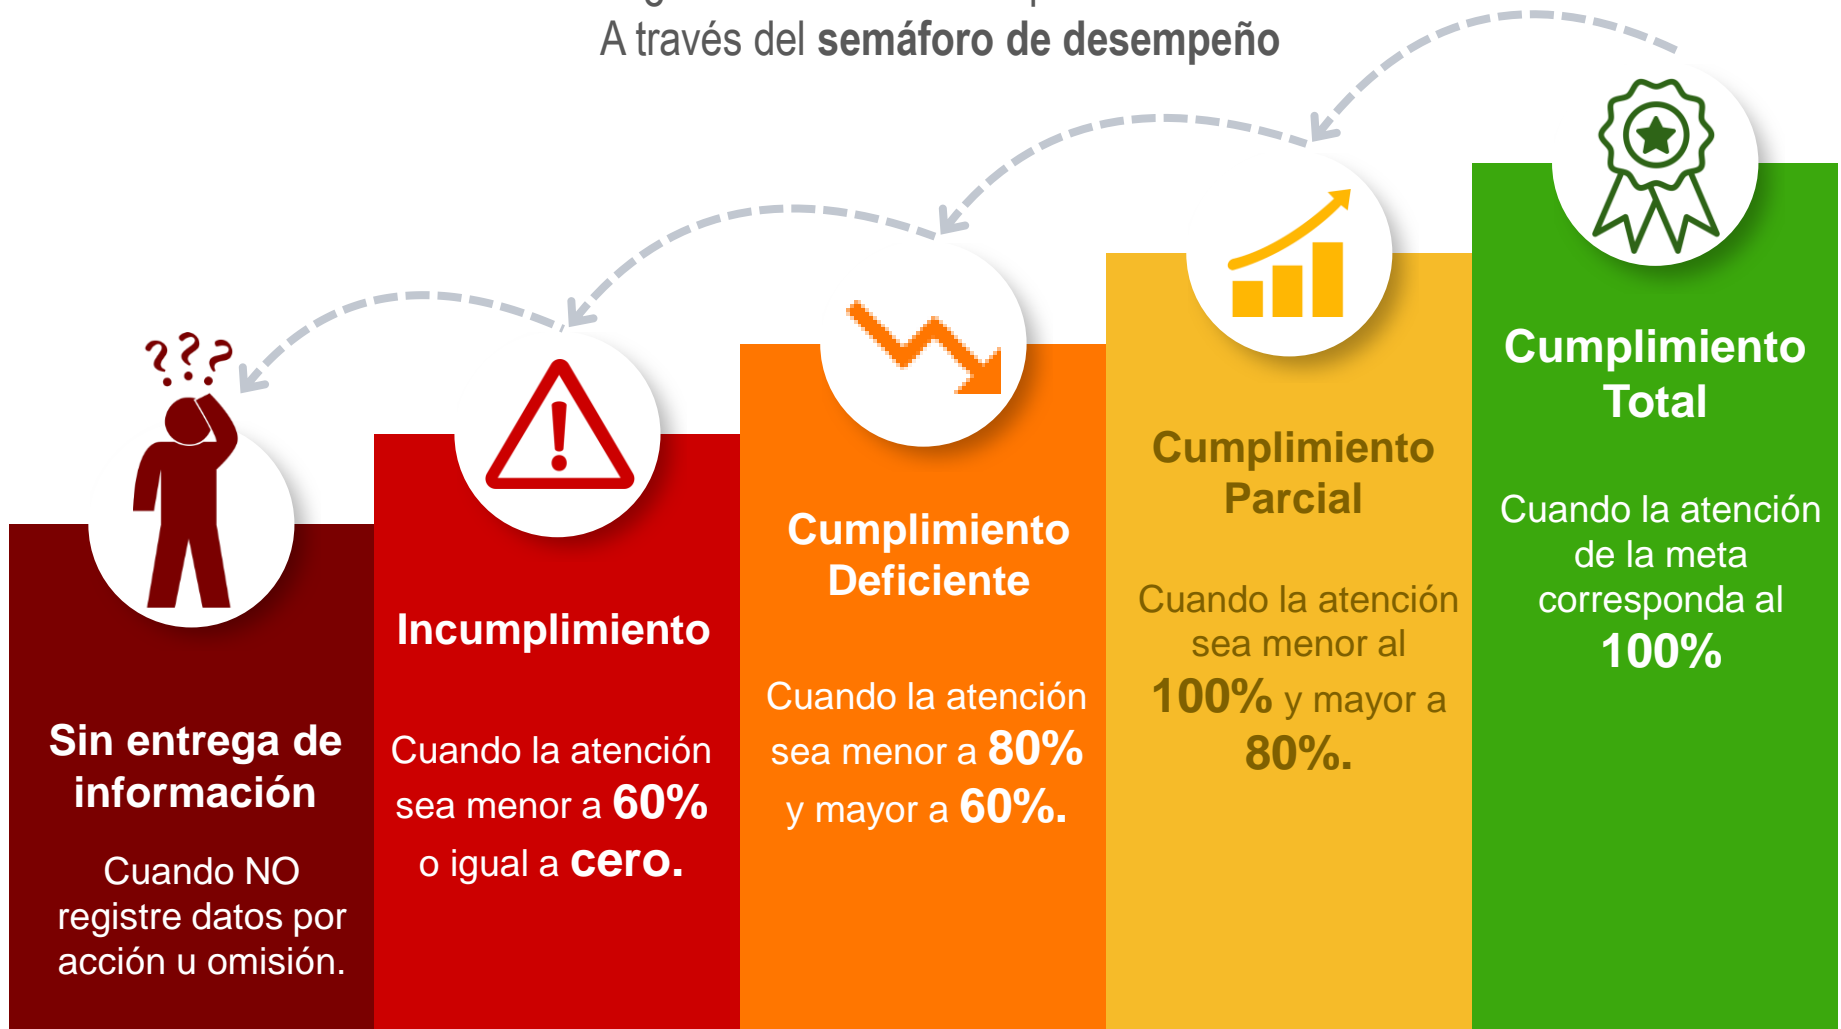 A través del semáforo de desempeño
???
Sin entrega de
información
Cuando NO
registre datos por
acción u omisión.
Incumplimiento
Cuando la atención
sea menor a 60%
o igual a cero.
Cumplimiento
Deficiente
Cuando la atención
sea menor a 80%
y mayor a 60%.
Cumplimiento
Parcial
Cuando la atención
sea menor al
100% y mayor a
80%.
Cumplimiento
Total
Cuando la atención
de la meta
corresponda al
100%